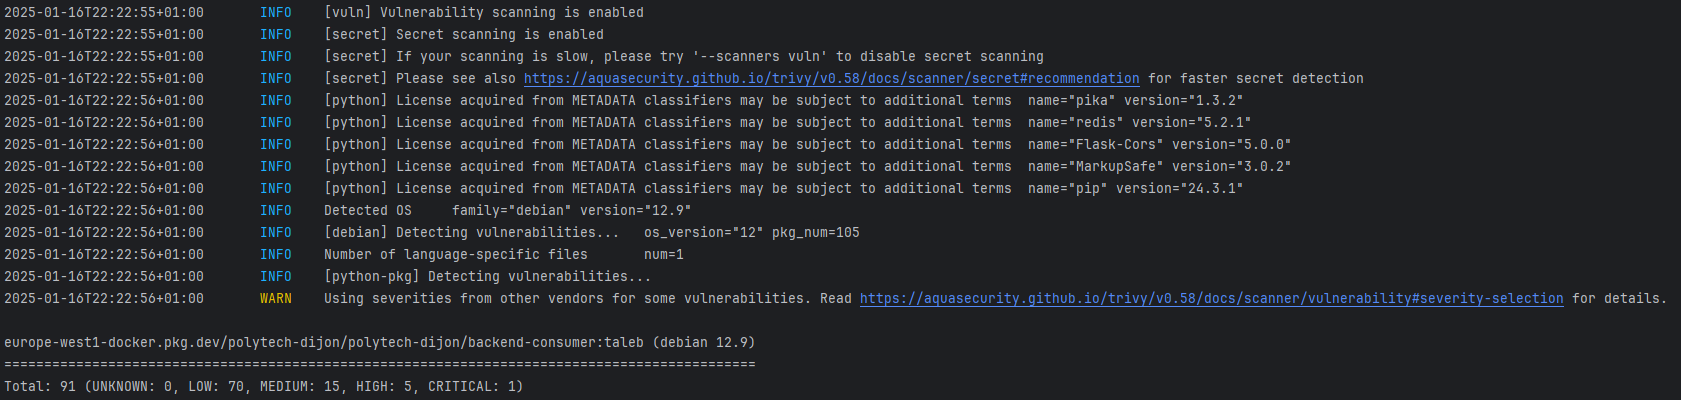 2025-01-16T22:22:55+01:00       INFO    [vuln] Vulnerability scanning is enabled
2025-01-16T22:22:55+01:00       INFO    [secret] Secret scanning is enabled
2025-01-16T22:22:55+01:00       INFO    [secret] If your scanning is slow, please try '--scanners vuln' to disable secret scanning
2025-01-16T22:22:55+01:00       INFO    [secret] Please see also https://aquasecurity.github.io/trivy/v0.58/docs/scanner/secret#recommendation for faster secret detection
2025-01-16T22:22:56+01:00       INFO    [python] License acquired from METADATA classifiers may be subject to additional terms  name="pika" version="1.3.2"
2025-01-16T22:22:56+01:00       INFO    [python] License acquired from METADATA classifiers may be subject to additional terms  name="redis" version="5.2.1"
2025-01-16T22:22:56+01:00       INFO    [python] License acquired from METADATA classifiers may be subject to additional terms  name="Flask-Cors" version="5.0.0"
2025-01-16T22:22:56+01:00       INFO    [python] License acquired from METADATA classifiers may be subject to additional terms  name="MarkupSafe" version="3.0.2"
2025-01-16T22:22:56+01:00       INFO    [python] License acquired from METADATA classifiers may be subject to additional terms  name="pip" version="24.3.1"
2025-01-16T22:22:56+01:00       INFO    Detected OS     family="debian" version="12.9"
2025-01-16T22:22:56+01:00       INFO    [debian] Detecting vulnerabilities...   os_version="12" pkg_num=105
2025-01-16T22:22:56+01:00       INFO    Number of language-specific files       num=1
2025-01-16T22:22:56+01:00       INFO    [python-pkg] Detecting vulnerabilities...
2025-01-16T22:22:56+01:00       WARN    Using severities from other vendors for some vulnerabilities. Read https://aquasecurity.github.io/trivy/v0.58/docs/scanner/vulnerability#severity-selection for details.
europe-west1-docker.pkg.dev/polytech-dijon/polytech-dijon/backend-consumer:taleb (debian 12.9)
==============================================================================================
Total: 91 (UNKNOWN: 0, LOW: 70, MEDIUM: 15, HIGH: 5, CRITICAL: 1)